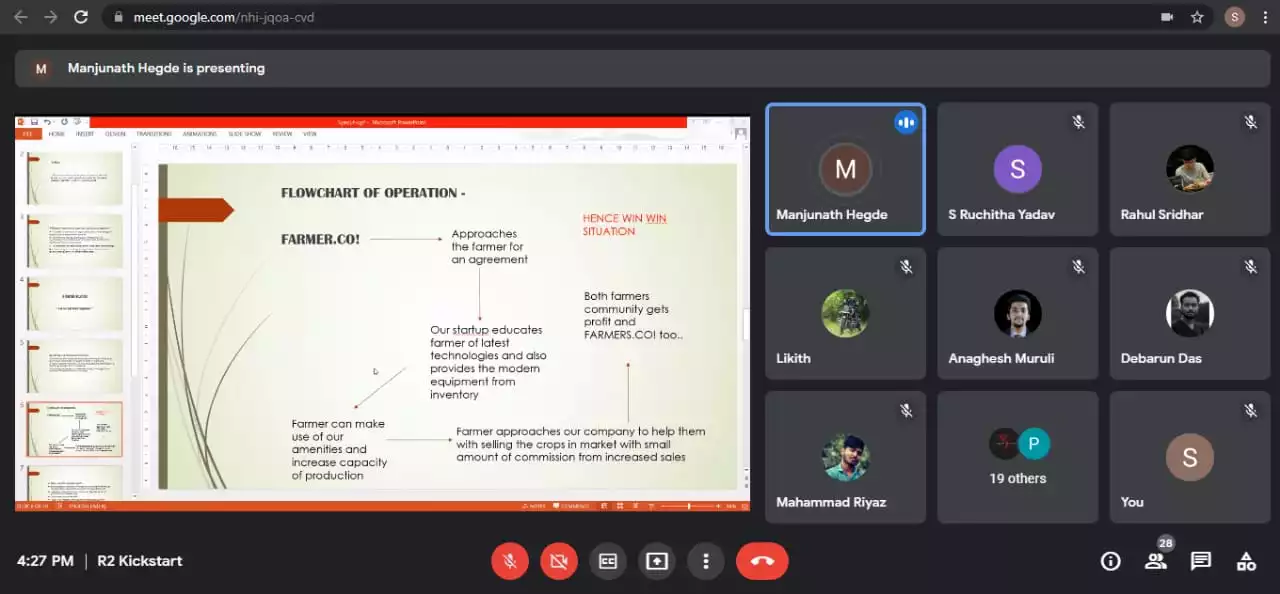 meet.google.com/nhi-jqoa-cvd
S
M
Manjunath Hegde is presenting
Microsoft PowerPoint
FILE HOME INSERT DESIGN TRANSITIONS ANIMATIONS SLIDE SHOW REVIEW VIEW
FLOWCHART OF OPERATION -
HENCE WIN WIN
SITUATION
FARMER.CO!
Approaches
the farmer for
an agreement
Both farmers
community gets
profit and
FARMERS.CO! too..
Our startup educates
farmer of latest
technologies and also
provides the modern
equipment from
inventory
Farmer can make
use of our
amenities and
increase capacity
of production
Farmer approaches our company to help them
with selling the crops in market with small
amount of commission from increased sales
M
Manjunath Hegde
S
S Ruchitha Yadav
Rahul Sridhar
Likith
Anaghesh Muruli
Debarun Das
Mahammad Riyaz
P
19 others
S
You
4:27 PM | R2 Kickstart
28